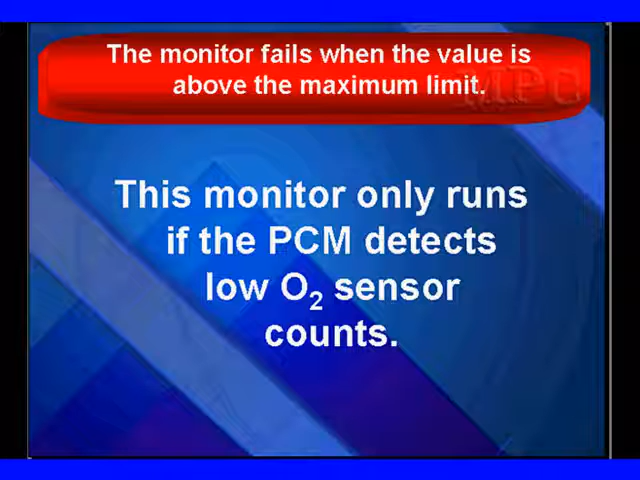 The monitor fails when the value is
above the maximum limit.
MPC
This monitor only runs
if the PCM detects
low O₂ sensor
counts.